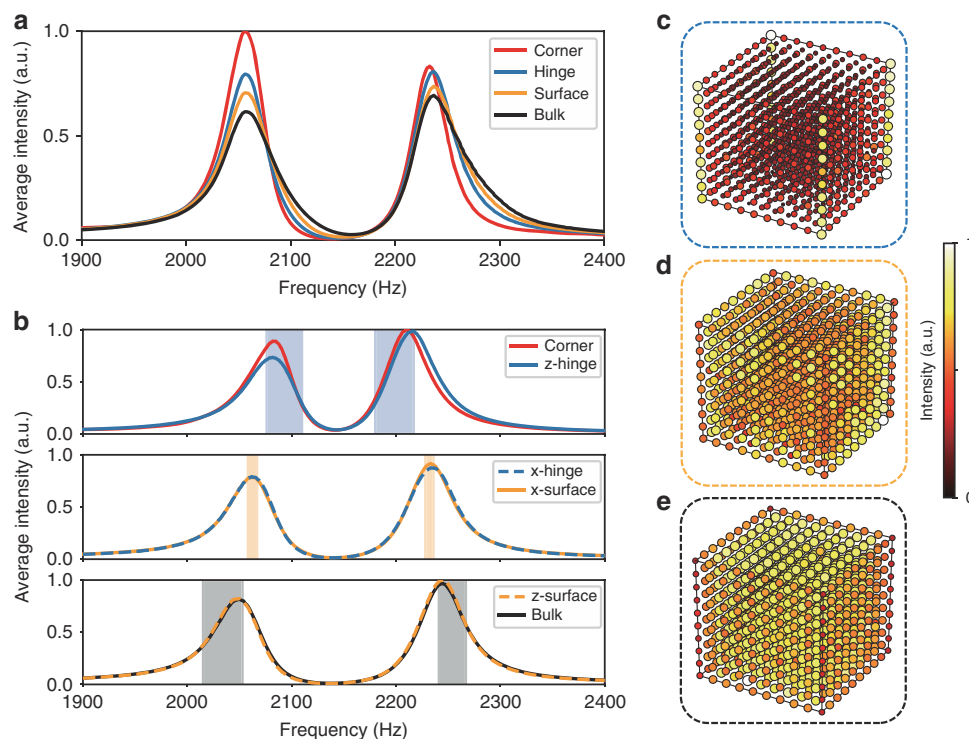 a
Average intensity (a.u.)
1.0
0.5
0.0
Corner
Hinge
Surface
Bulk
1900
2000
2100
2200
2300
2400
Frequency (Hz)
b
Average intensity (a.u.)
1.0
0.5
0.0
Corner
z-hinge
1.0
0.5
0.0
x-hinge
x-surface
1.0
0.5
0.0
z-surface
Bulk
1900
2000
2100
2200
2300
2400
Frequency (Hz)
c
d
e
Intensity (a.u.)
0